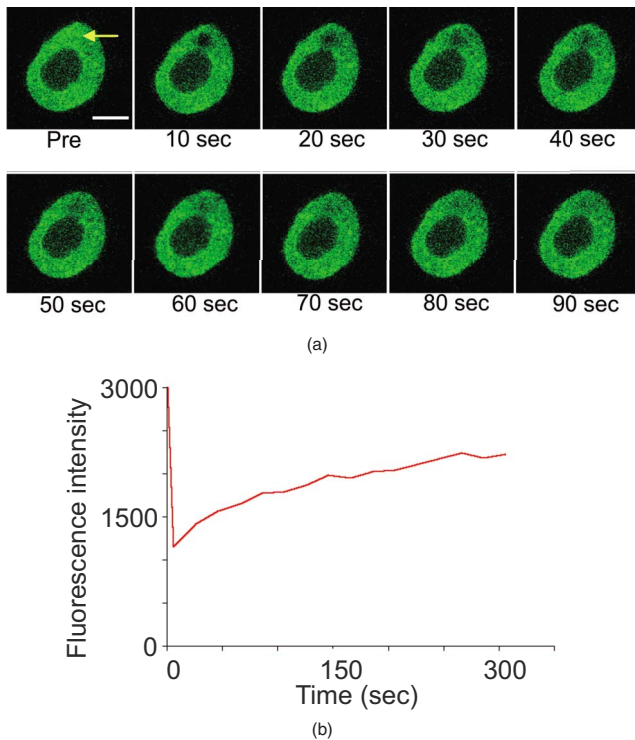 Pre 10 sec 20 sec 30 sec 40 sec
50 sec 60 sec 70 sec 80 sec 90 sec
(a)
Fluorescence intensity
3000
1500
0
0 150 300
Time (sec)
(b)